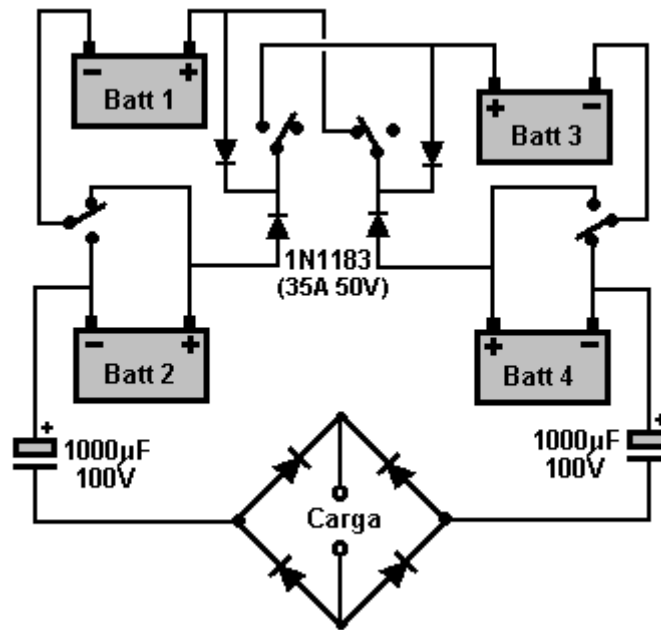 - +
Batt 1
+ -
Batt 3
1N1183
(35A 50V)
- +
Batt 2
+ -
Batt 4
+
1000µF
100V
+
1000µF
100V
Carga